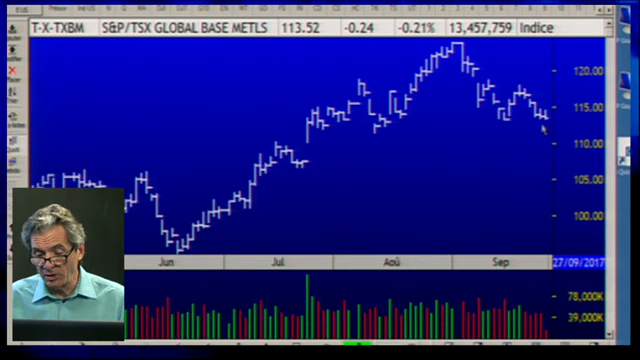 T-X-TXBM S&P/TSX GLOBAL BASE METLS 113.52 -0.24 -0.21% 13,457,759 Indice
120.00
115.00
110.00
105.00
100.00
Jun Jul Aoû Sep 27/09/2017
78,000K
39,000K